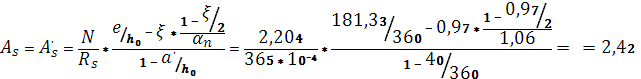 A_s = A'_s = N/R_s * (e/h_0 - ξ * (1 - ξ/2)/α_n)/(1 - a'/h_0) = 2,204/(365*10^-4) * (181,33/360 - 0,97 * (1 - 0,97/2)/1,06)/(1 - 40/360) = = 2,42